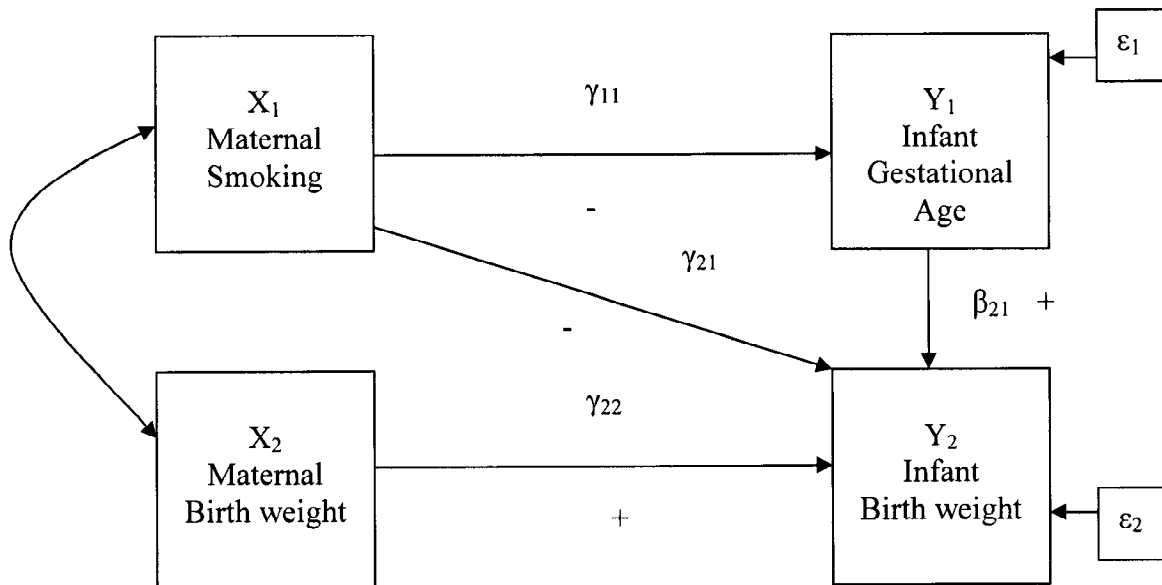 X₁
Maternal
Smoking
γ₁₁
-
Y₁
Infant
Gestational
Age
ε₁
γ₂₁
-
β₂₁ +
X₂
Maternal
Birth weight
γ₂₂
+
Y₂
Infant
Birth weight
ε₂